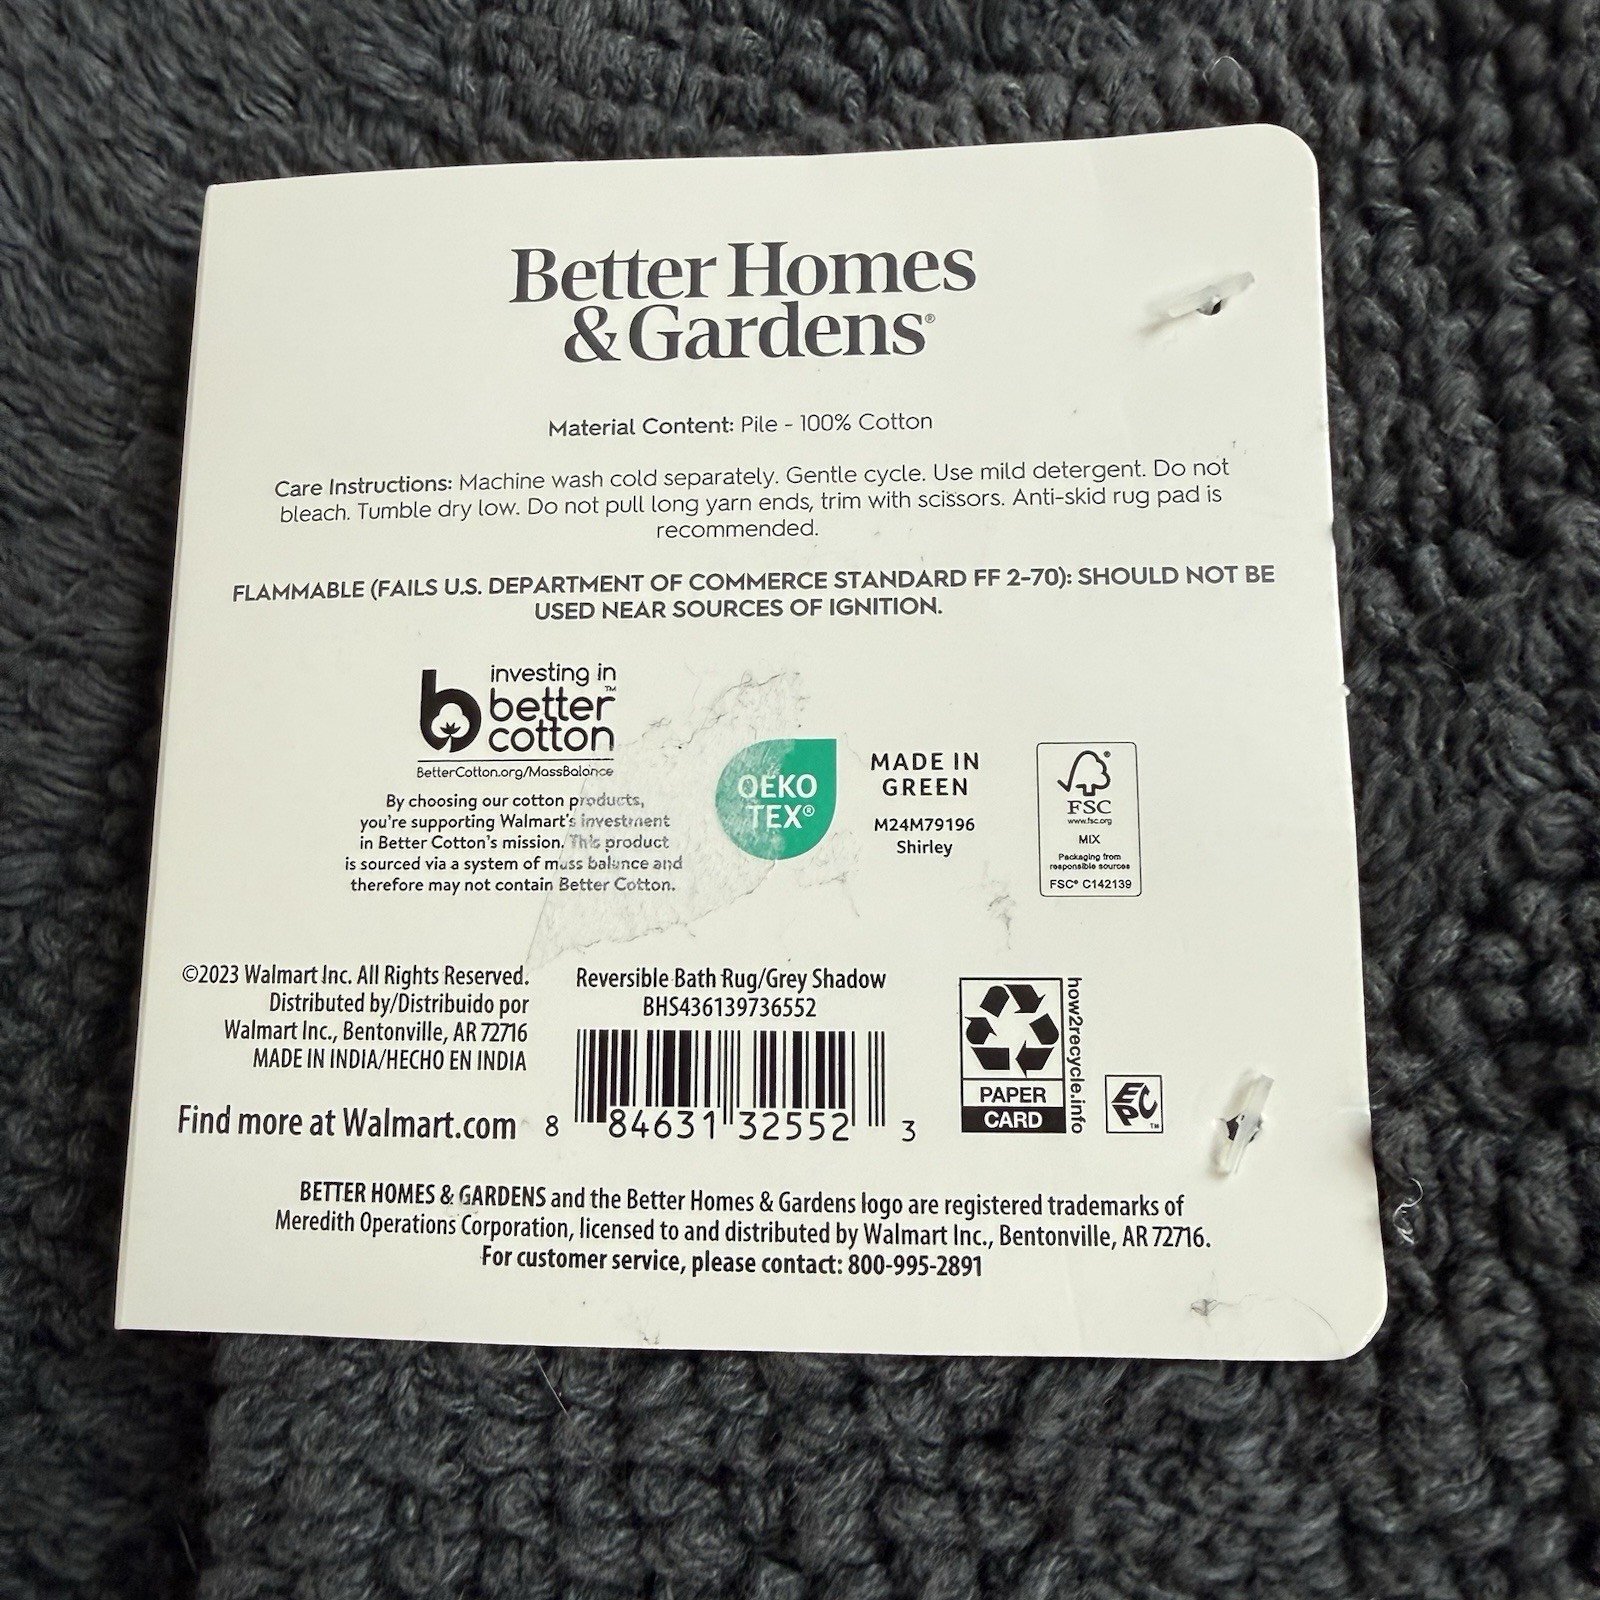 Better Homes
& Gardens®
Material Content: Pile - 100% Cotton
Care Instructions: Machine wash cold separately. Gentle cycle. Use mild detergent. Do not
bleach. Tumble dry low. Do not pull long yarn ends, trim with scissors. Anti-skid rug pad is
recommended.
FLAMMABLE (FAILS U.S. DEPARTMENT OF COMMERCE STANDARD FF 2-70): SHOULD NOT BE
USED NEAR SOURCES OF IGNITION.
investing in
better™
cotton
BetterCotton.org/MassBalance
By choosing our cotton products,
you're supporting Walmart's investment
in Better Cotton's mission. This product
is sourced via a system of mass balance and
therefore may not contain Better Cotton.
OEKO
TEX®
MADE IN
GREEN
M24M79196
Shirley
®
FSC
www.fsc.org
MIX
Packaging from
responsible sources
FSC® C142139
©2023 Walmart Inc. All Rights Reserved.
Distributed by/Distribuido por
Walmart Inc., Bentonville, AR 72716
MADE IN INDIA/HECHO EN INDIA
Find more at Walmart.com
Reversible Bath Rug/Grey Shadow
BHS436139736552
8 84631 32552 3
PAPER
CARD
how2recycle.info
EPC™
BETTER HOMES & GARDENS and the Better Homes & Gardens logo are registered trademarks of
Meredith Operations Corporation, licensed to and distributed by Walmart Inc., Bentonville, AR 72716.
For customer service, please contact: 800-995-2891